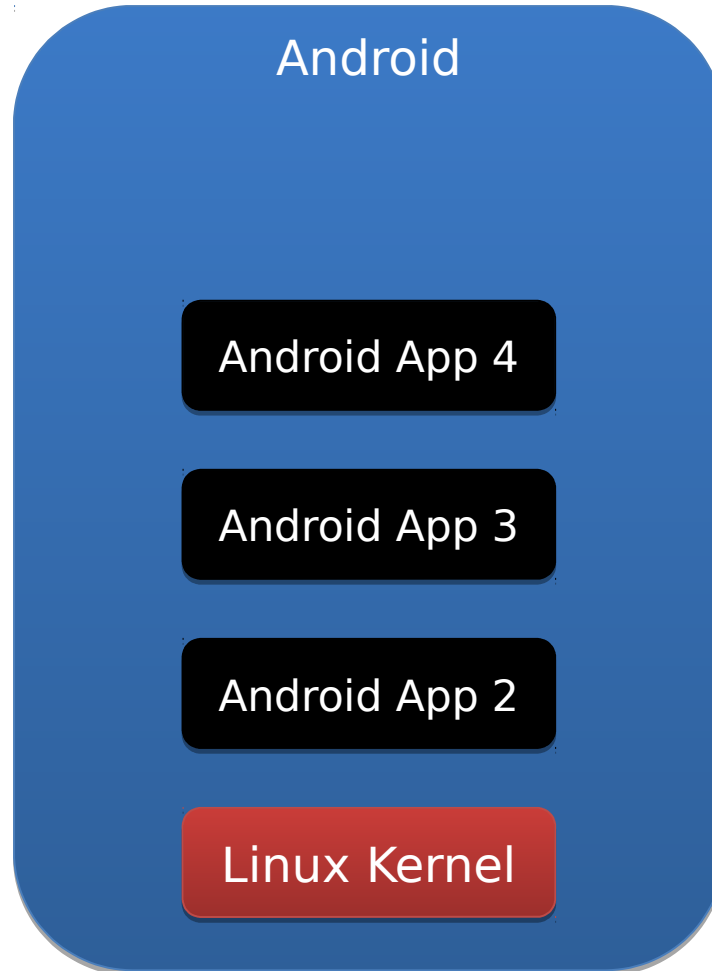 Android
Android App 4
Android App 3
Android App 2
Linux Kernel